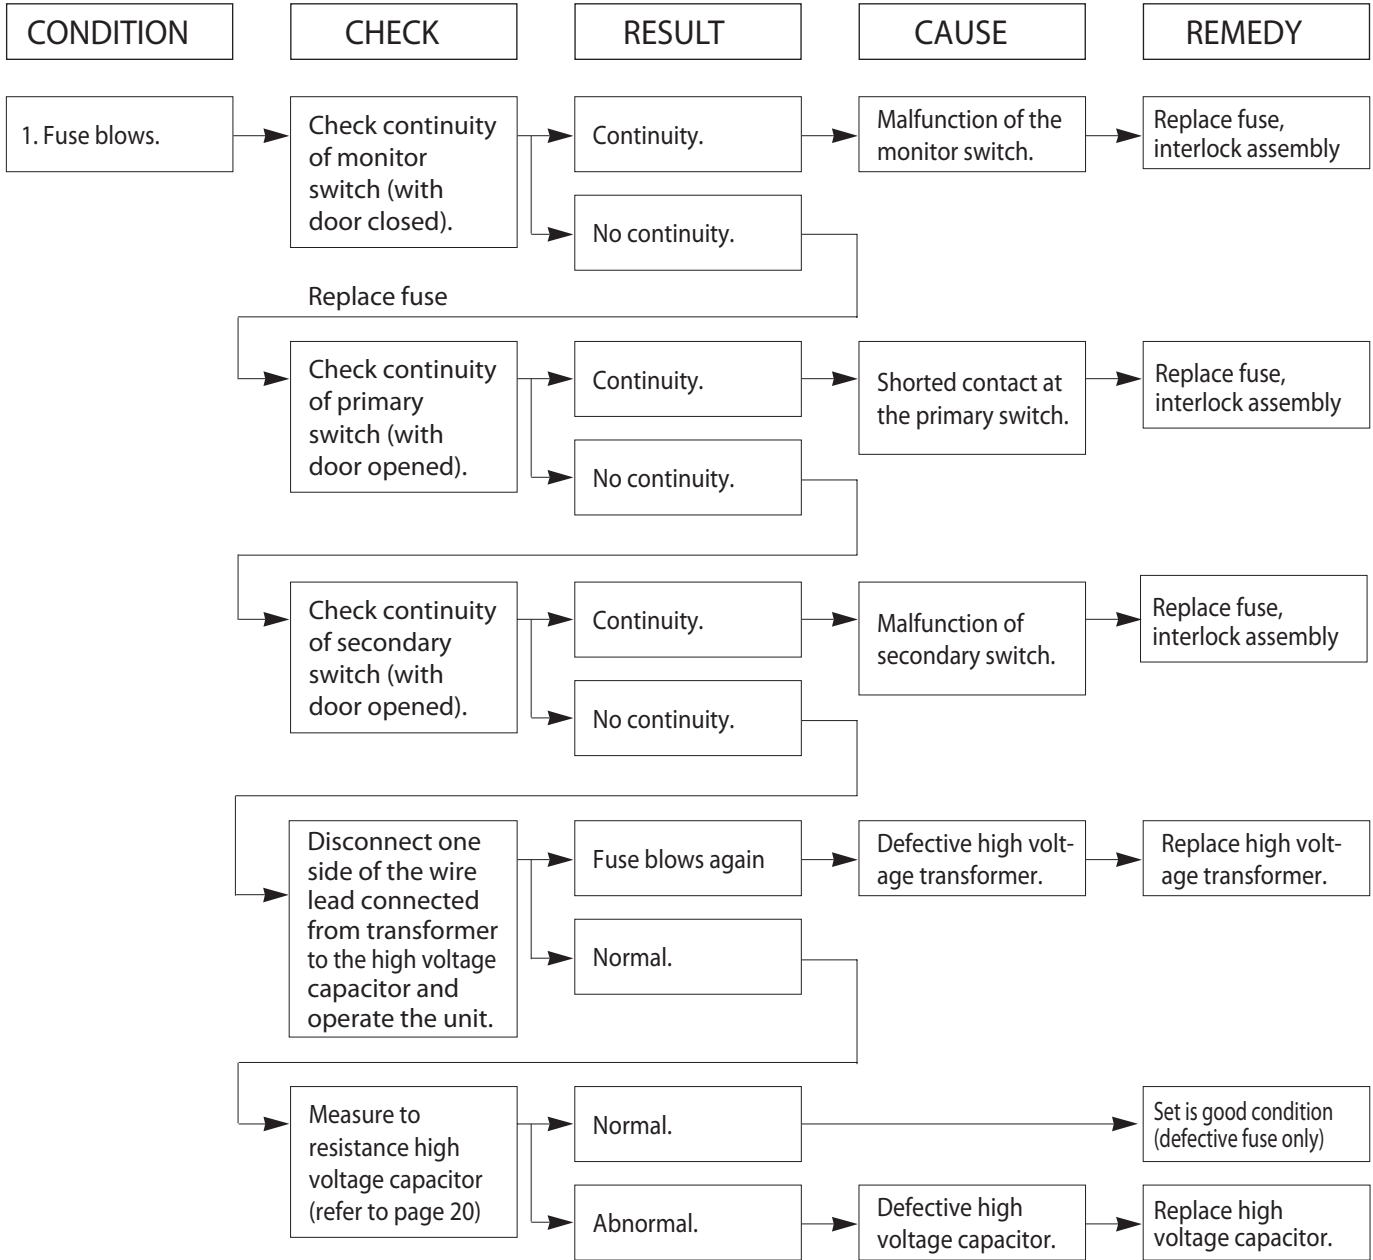 CONDITION
CHECK
RESULT
CAUSE
REMEDY
1. Fuse blows.
Check continuity
of monitor
switch (with
door closed).
Continuity.
Malfunction of the
monitor switch.
Replace fuse,
interlock assembly
No continuity.
Replace fuse
Check continuity
of primary
switch (with
door opened).
Continuity.
Shorted contact at
the primary switch.
Replace fuse,
interlock assembly
No continuity.
Check continuity
of secondary
switch (with
door opened).
Continuity.
Malfunction of
secondary switch.
Replace fuse,
interlock assembly
No continuity.
Disconnect one
side of the wire
lead connected
from transformer
to the high voltage
capacitor and
operate the unit.
Fuse blows again
Defective high volt-
age transformer.
Replace high volt-
age transformer.
Normal.
Measure to
resistance high
voltage capacitor
(refer to page 20)
Normal.
Set is good condition
(defective fuse only)
Abnormal.
Defective high
voltage capacitor.
Replace high
voltage capacitor.